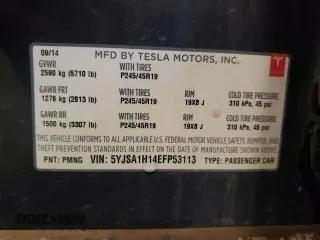 09/14
MFD BY TESLA MOTORS, INC.
GVWR WITH TIRES
2590 kg (5710 lb) P245/45R19
TESLA
GAWR FRT WITH TIRES RIM COLD TIRE PRESSURE:
1276 kg (2813 lb) P245/45R19 19X8 J 310 kPa, 45 psi
GAWR RR WITH TIRES RIM COLD TIRE PRESSURE:
1500 kg (3307 lb) P245/45R19 19X8 J 310 kPa, 45 psi
THIS VEHICLE CONFORMS TO ALL APPLICABLE U.S. FEDERAL MOTOR VEHICLE SAFETY, BUMPER, AND
THEFT PREVENTION STANDARDS IN EFFECT ON THE DATE OF MANUFACTURE SHOWN ABOVE.
PNT: PMNG VIN: 5YJSA1H14EFP53113 TYPE: PASSENGER CAR